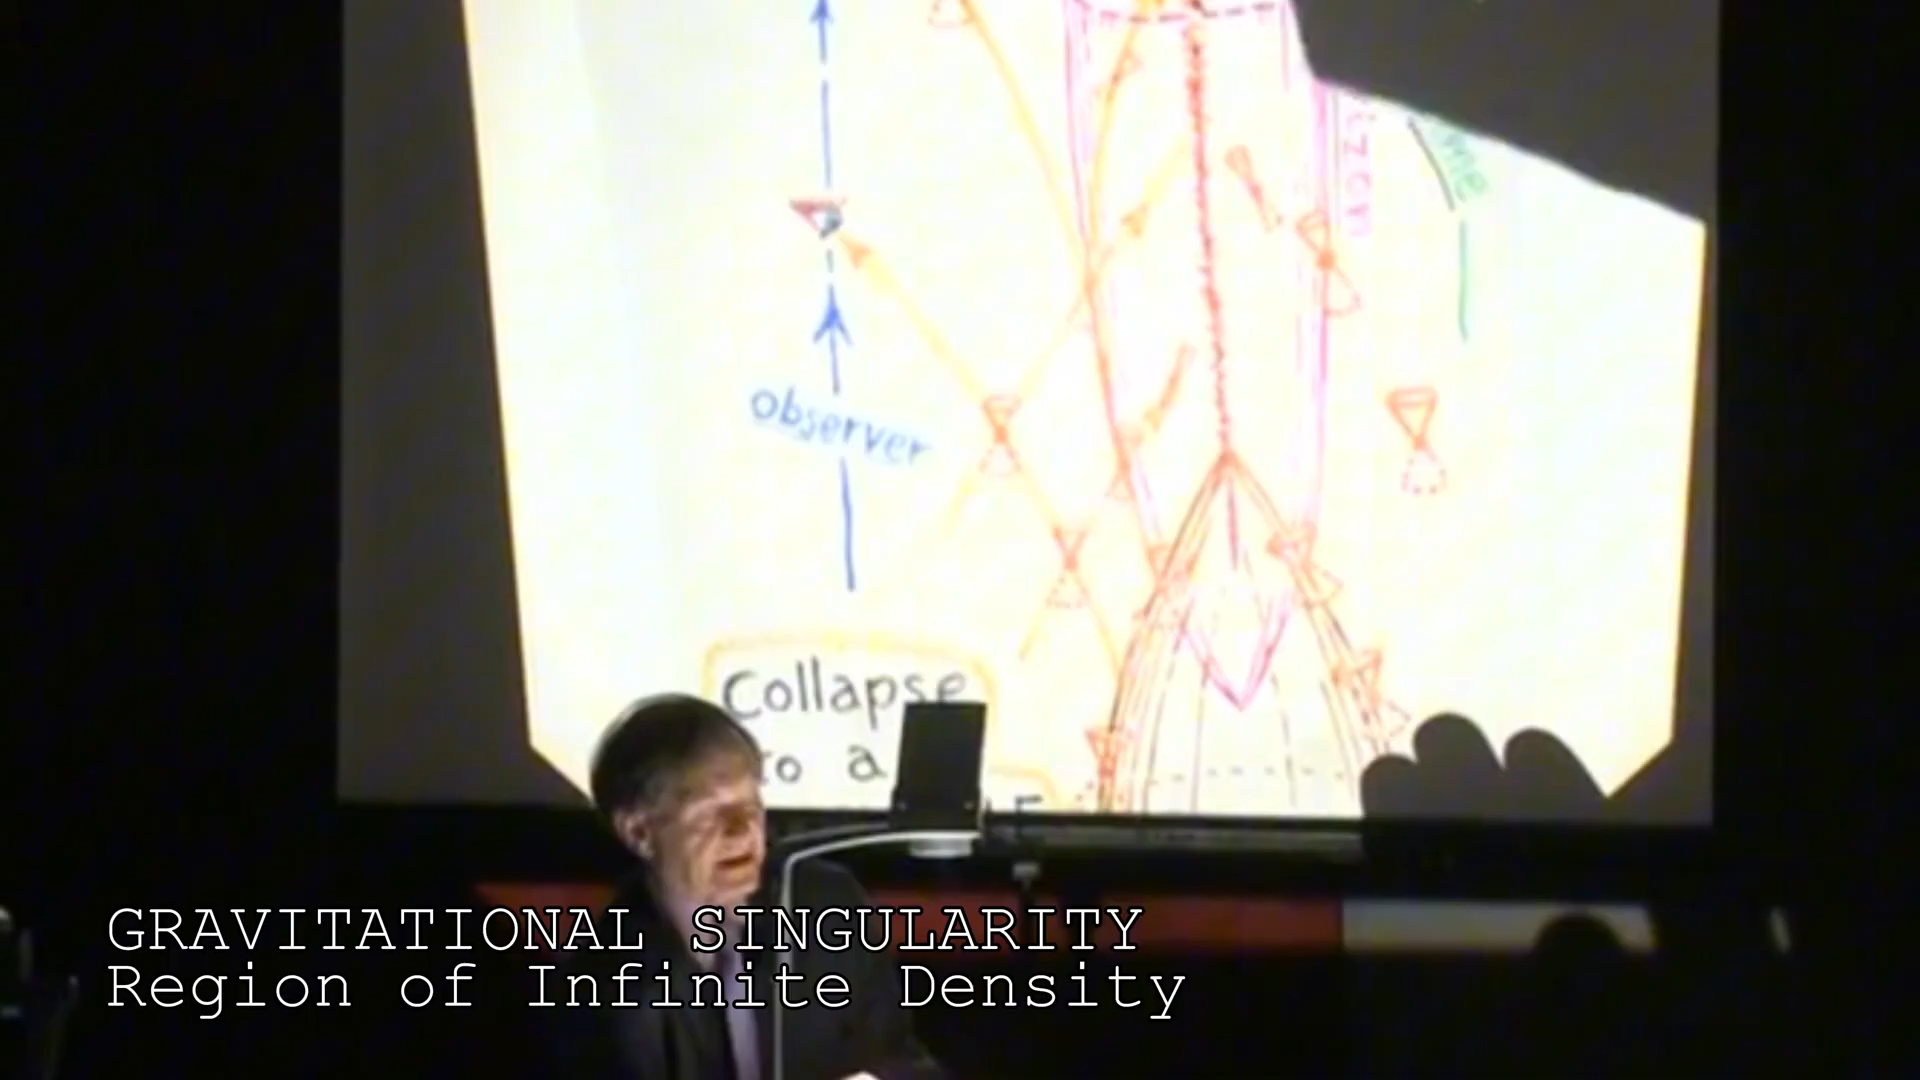 observer
Collapse
to a
GRAVITATIONAL SINGULARITY
Region of Infinite Density